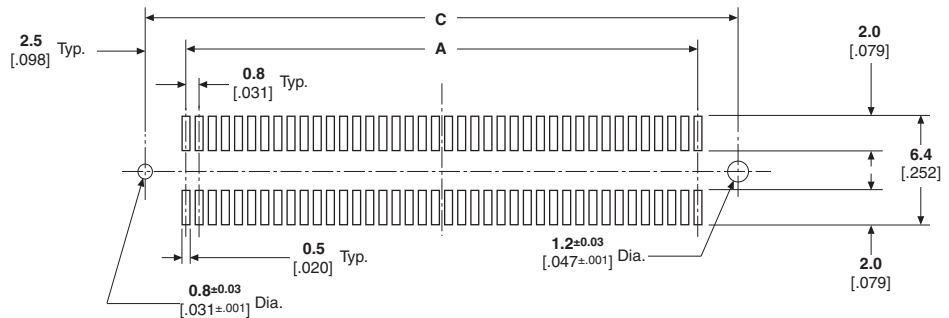 C
2.5 Typ.
[.098]
A
2.0
[.079]
0.8 Typ.
[.031]
6.4
[.252]
0.5 Typ.
[.020]
1.2±0.03 Dia.
[.047±.001]
2.0
[.079]
0.8±0.03 Dia.
[.031±.001]